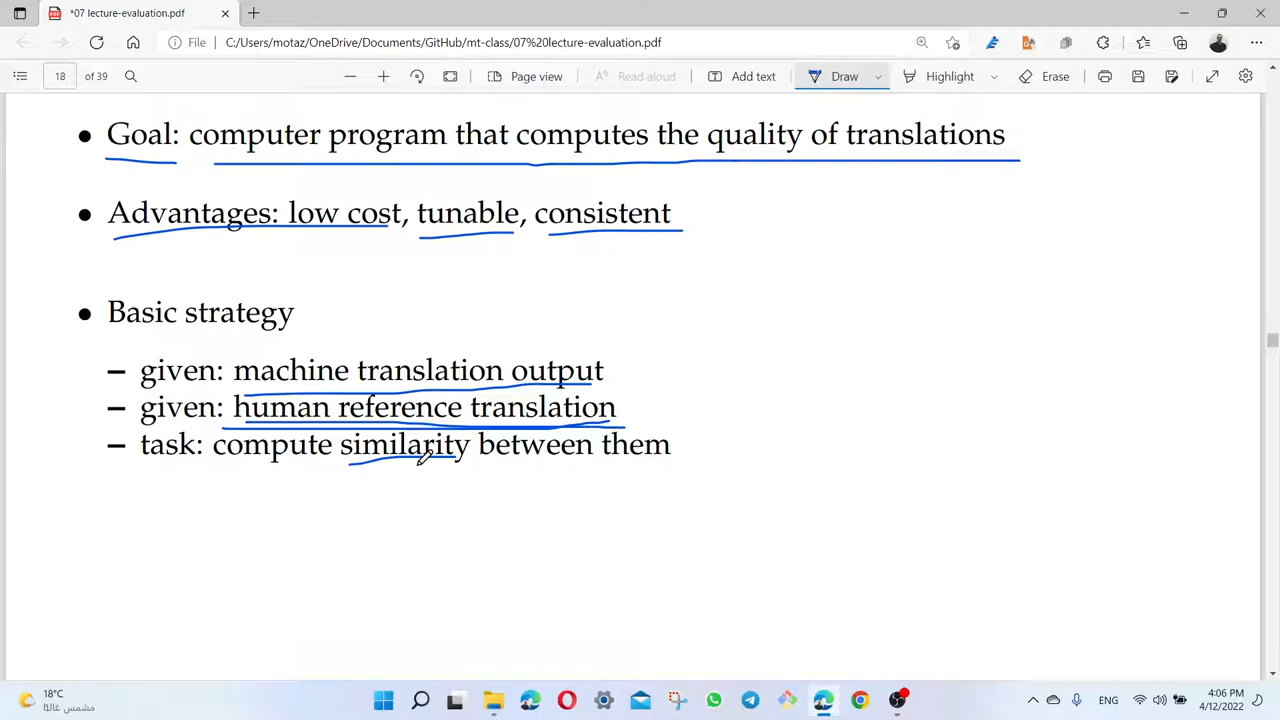 *07 lecture-evaluation.pdf
File
C:/Users/motaz/OneDrive/Documents/GitHub/mt-class/07%20lecture-evaluation.pdf
18 of 39
Page view
Read aloud
Add text
Draw
Highlight
Erase
• Goal: computer program that computes the quality of translations
• Advantages: low cost, tunable, consistent
• Basic strategy
– given: machine translation output
– given: human reference translation
– task: compute similarity between them
18°C
مشمس غالبًا
ENG
4:06 PM
1/12/2022